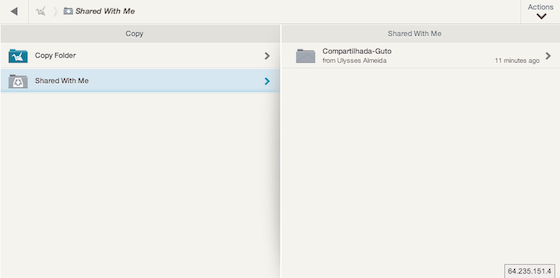 Shared With Me
Actions
Copy
Copy Folder
Shared With Me
Shared With Me
Compartilhada-Guto
from Ulysses Almeida
11 minutes ago
64.235.151.4